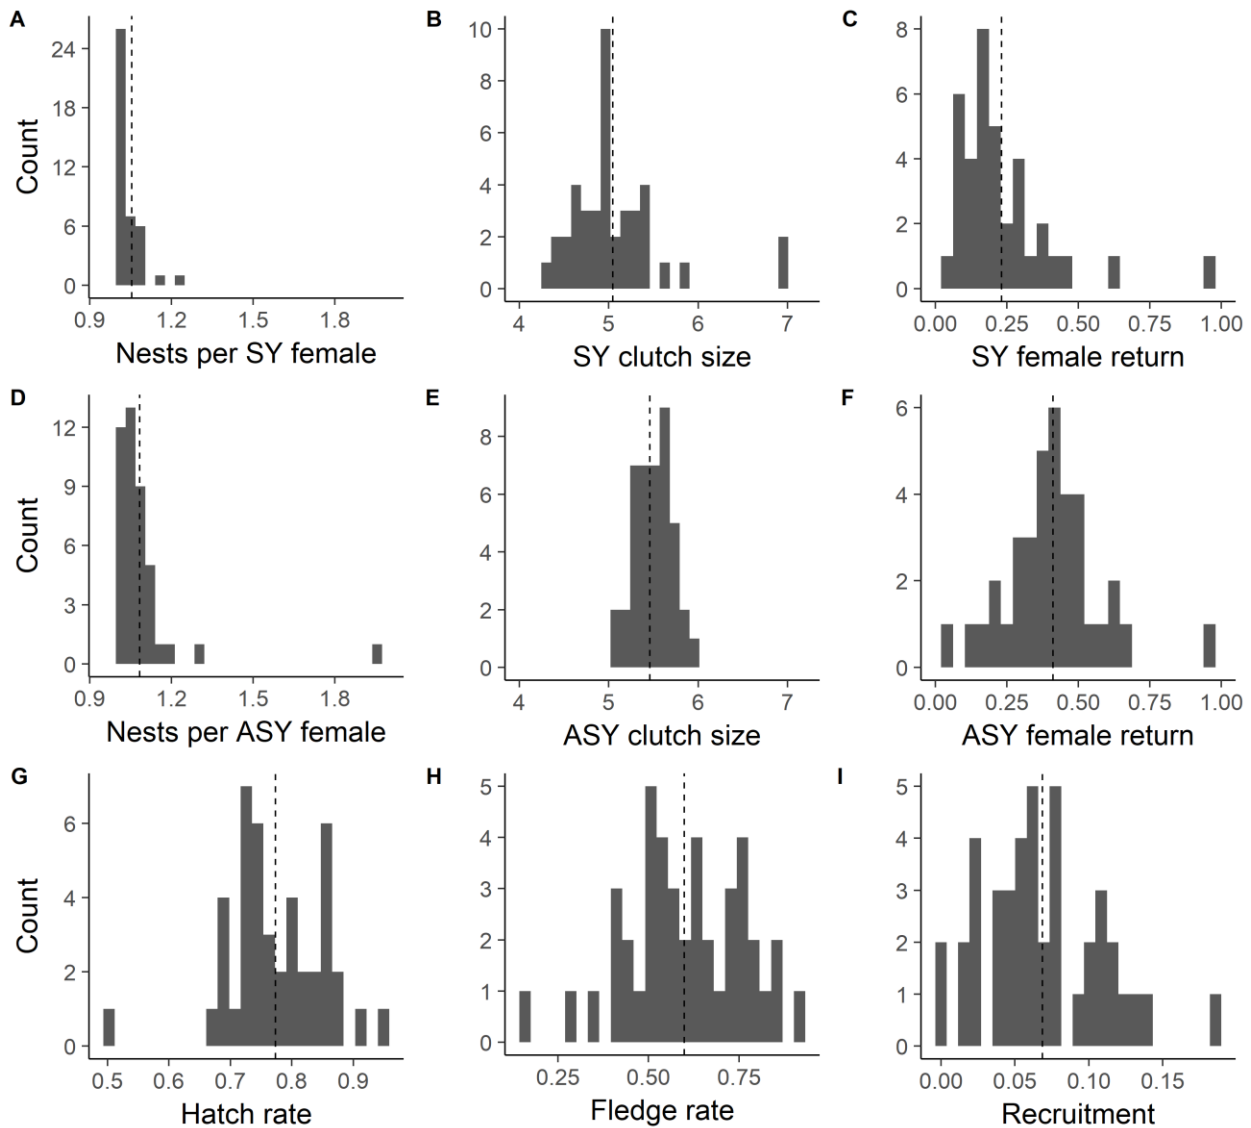 A
24
18
12
6
0
Count
0.9 1.2 1.5 1.8
Nests per SY female
B
10
8
6
4
2
0
4 5 6 7
SY clutch size
C
8
6
4
2
0
0.00 0.25 0.50 0.75 1.00
SY female return
D
12
9
6
3
0
Count
0.9 1.2 1.5 1.8
Nests per ASY female
E
8
6
4
2
0
4 5 6 7
ASY clutch size
F
6
4
2
0
0.00 0.25 0.50 0.75 1.00
ASY female return
G
6
4
2
0
Count
0.5 0.6 0.7 0.8 0.9
Hatch rate
H
5
4
3
2
1
0
0.25 0.50 0.75
Fledge rate
I
5
4
3
2
1
0
0.00 0.05 0.10 0.15
Recruitment